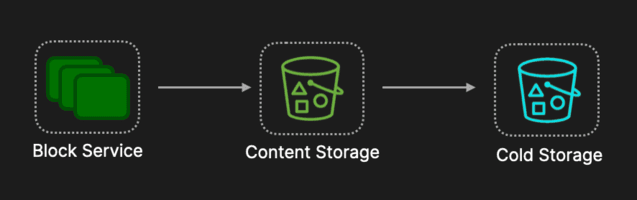 Block Service
Content Storage
Cold Storage